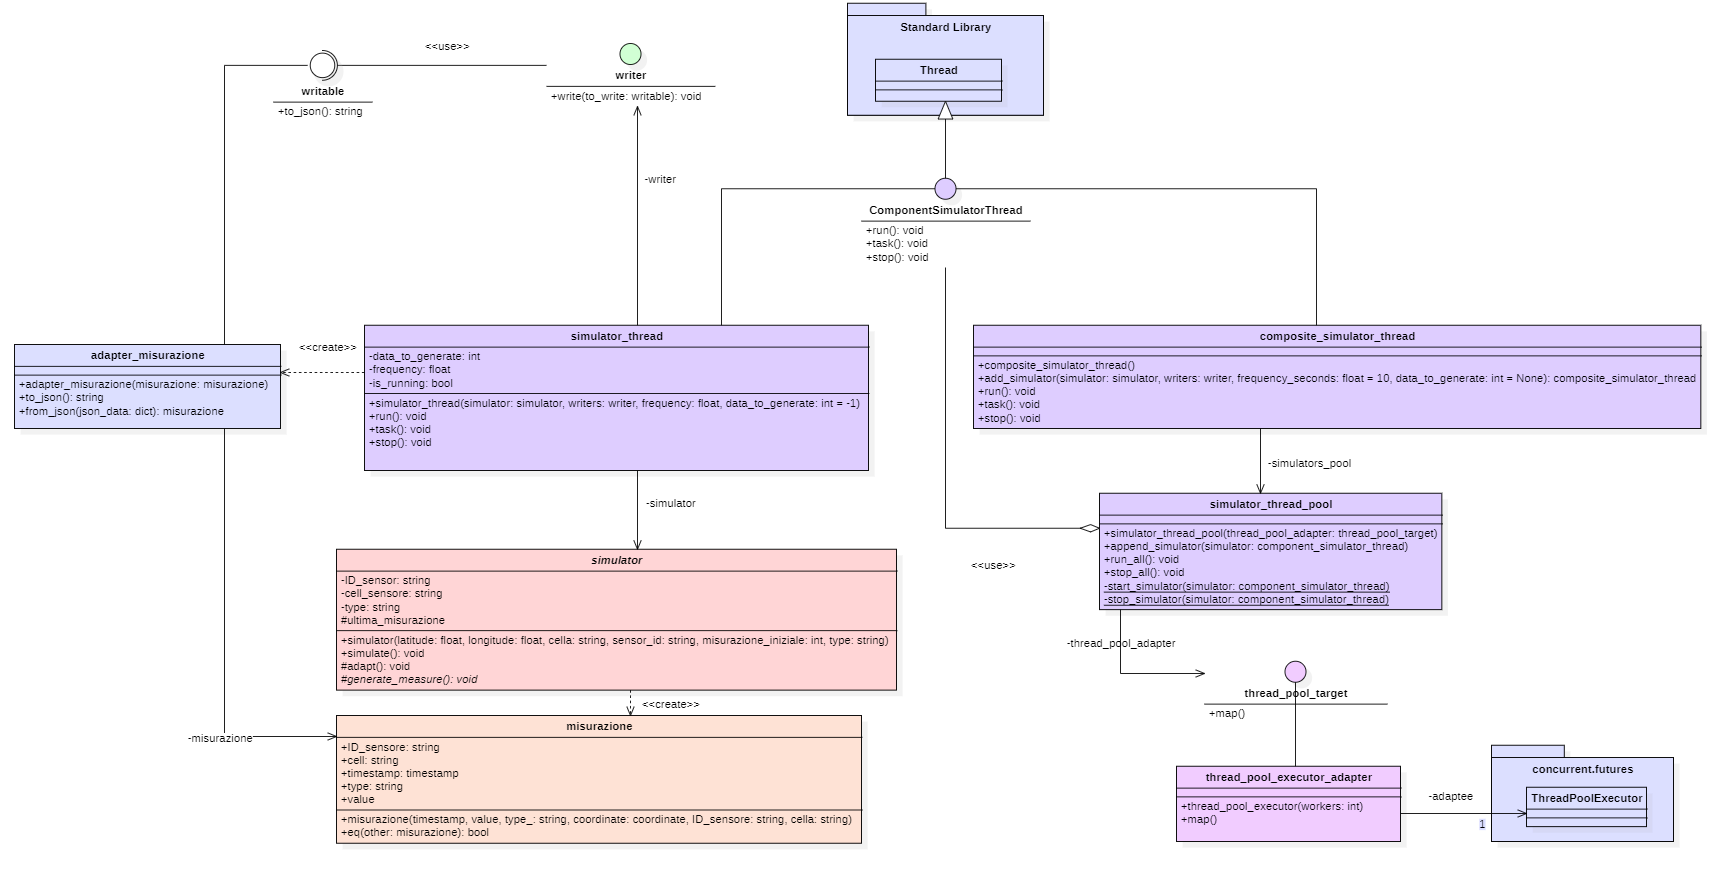 Standard Library
Thread
<<use>>
writable
+to_json(): string
writer
+write(to_write: writable): void
-writer
ComponentSimulatorThread
+run(): void
+task(): void
+stop(): void
adapter_misurazione
+adapter_misurazione(misurazione: misurazione)
+to_json(): string
+from_json(json_data: dict): misurazione
<<create>>
simulator_thread
-data_to_generate: int
-frequency: float
-is_running: bool
+simulator_thread(simulator: simulator, writers: writer, frequency: float, data_to_generate: int = -1)
+run(): void
+task(): void
+stop(): void
composite_simulator_thread
+composite_simulator_thread()
+add_simulator(simulator: simulator, writers: writer, frequency_seconds: float = 10, data_to_generate: int = None): composite_simulator_thread
+run(): void
+task(): void
+stop(): void
-simulators_pool
-simulator
simulator_thread_pool
+simulator_thread_pool(thread_pool_adapter: thread_pool_target)
+append_simulator(simulator: component_simulator_thread)
+run_all(): void
+stop_all(): void
-start_simulator(simulator: component_simulator_thread)
-stop_simulator(simulator: component_simulator_thread)
<<use>>
simulator
-ID_sensor: string
-cell_sensore: string
-type: string
#ultima_misurazione
+simulator(latitude: float, longitude: float, cella: string, sensor_id: string, misurazione_iniziale: int, type: string)
+simulate(): void
#adapt(): void
#generate_measure(): void
<<create>>
-thread_pool_adapter
thread_pool_target
+map()
-misurazione
misurazione
+ID_sensore: string
+cell: string
+timestamp: timestamp
+type: string
+value
+misurazione(timestamp, value, type_: string, coordinate: coordinate, ID_sensore: string, cella: string)
+eq(other: misurazione): bool
thread_pool_executor_adapter
+thread_pool_executor(workers: int)
+map()
-adaptee
1
concurrent.futures
ThreadPoolExecutor